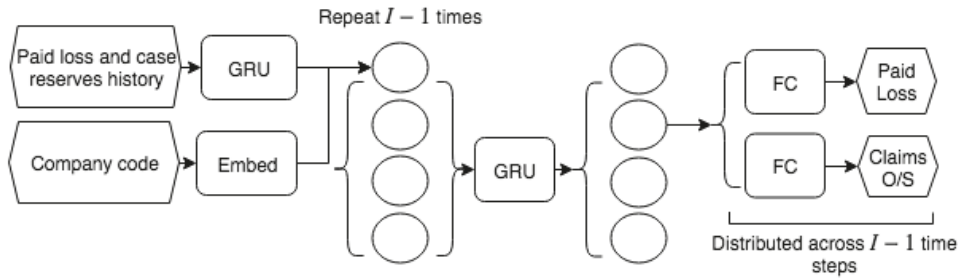 Repeat I − 1 times
Paid loss and case
reserves history
GRU
Company code
Embed
GRU
FC
Paid
Loss
FC
Claims
O/S
Distributed across I − 1 time
steps